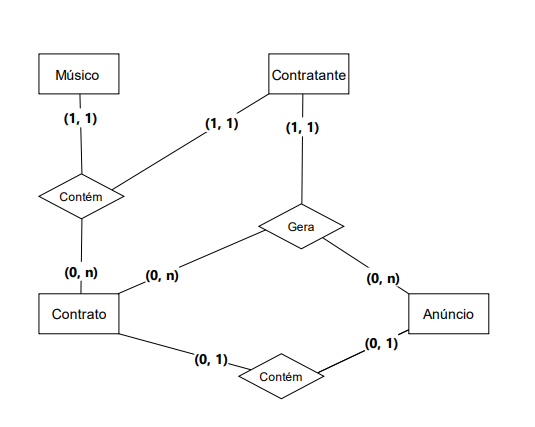 Músico
Contratante
(1, 1)
(1, 1)
(1, 1)
Contém
Gera
(0, n)
(0, n)
(0, n)
Contrato
Anúncio
(0, 1)
(0, 1)
Contém